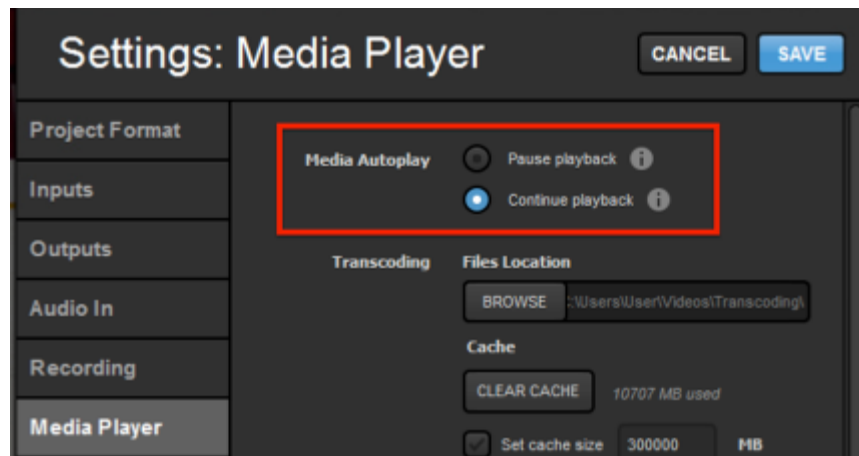 Settings: Media Player
CANCEL
SAVE
Project Format
Media Autoplay
Pause playback
Inputs
Continue playback
Outputs
Transcoding
Files Location
BROWSE
:\Users\User\Videos\Transcoding\
Audio In
Cache
Recording
CLEAR CACHE
10707 MB used
Media Player
Set cache size
300000
MB